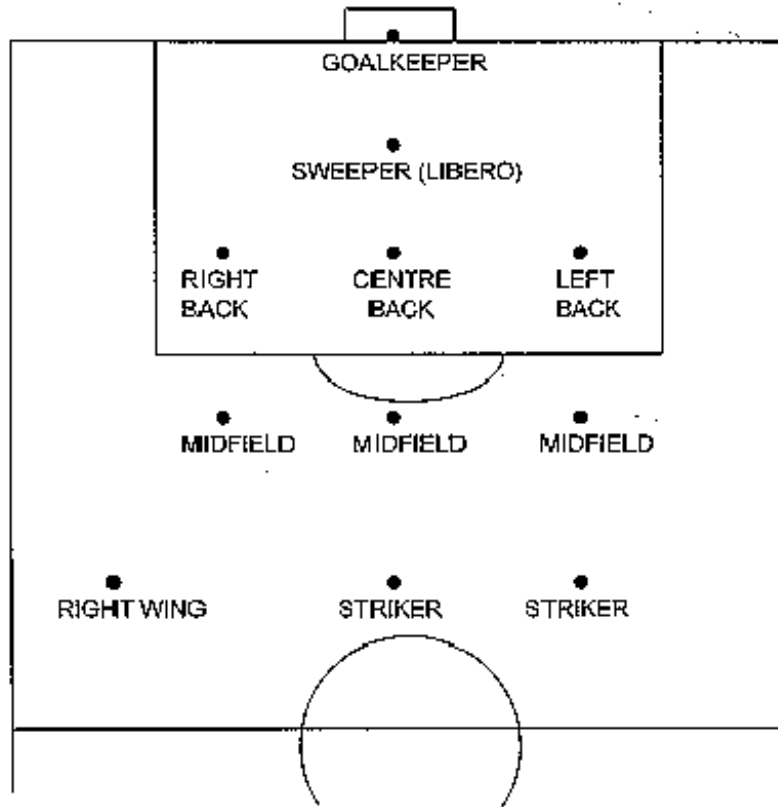 GOALKEEPER
SWEEPER (LIBERO)
RIGHT BACK
CENTRE BACK
LEFT BACK
MIDFIELD
MIDFIELD
MIDFIELD
RIGHT WING
STRIKER
STRIKER